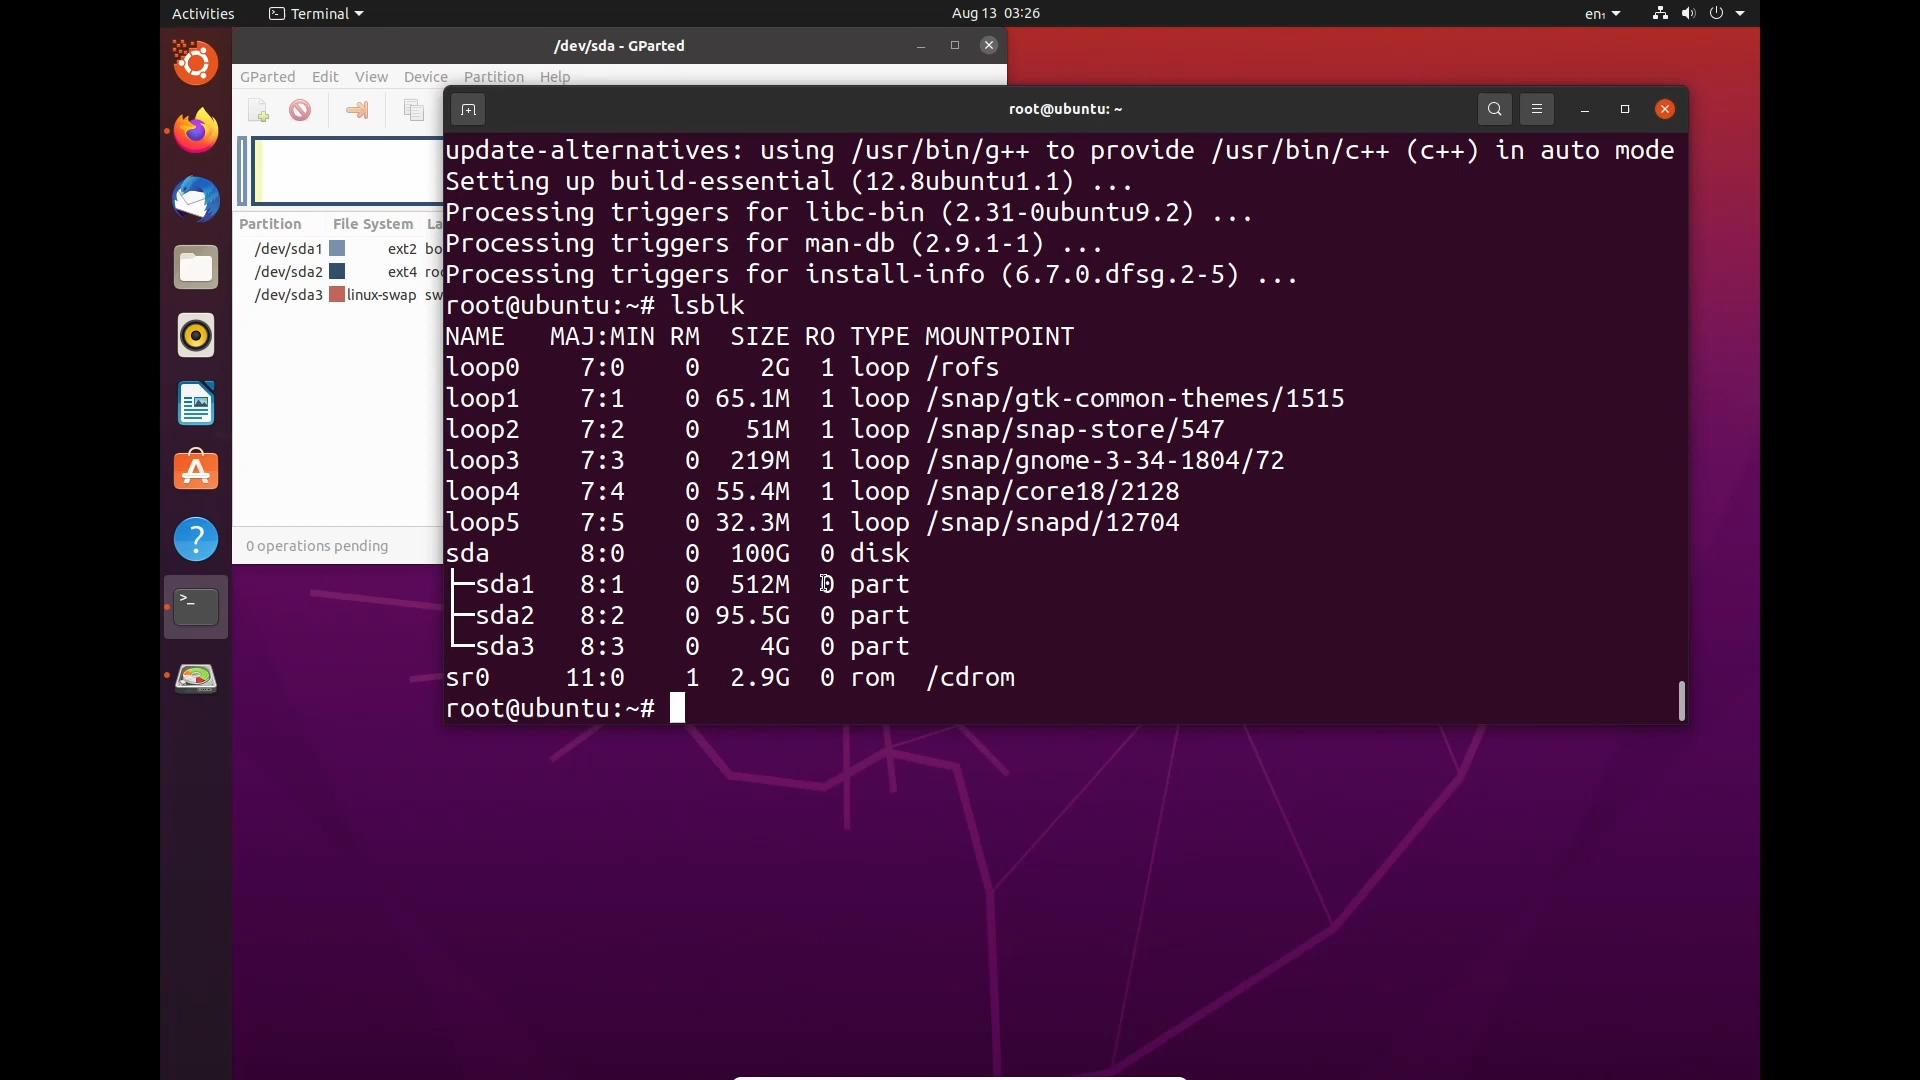 Activities
Terminal
Aug 13 03:26
en₁
/dev/sda - GParted
GParted Edit View Device Partition Help
Partition File System La
/dev/sda1 ext2 bo
/dev/sda2 ext4 roo
/dev/sda3 linux-swap sw
0 operations pending
root@ubuntu: ~
update-alternatives: using /usr/bin/g++ to provide /usr/bin/c++ (c++) in auto mode
Setting up build-essential (12.8ubuntu1.1) ...
Processing triggers for libc-bin (2.31-0ubuntu9.2) ...
Processing triggers for man-db (2.9.1-1) ...
Processing triggers for install-info (6.7.0.dfsg.2-5) ...
root@ubuntu:~# lsblk
NAME   MAJ:MIN RM   SIZE RO TYPE MOUNTPOINT
loop0    7:0    0     2G  1 loop /rofs
loop1    7:1    0  65.1M  1 loop /snap/gtk-common-themes/1515
loop2    7:2    0    51M  1 loop /snap/snap-store/547
loop3    7:3    0   219M  1 loop /snap/gnome-3-34-1804/72
loop4    7:4    0  55.4M  1 loop /snap/core18/2128
loop5    7:5    0  32.3M  1 loop /snap/snapd/12704
sda      8:0    0   100G  0 disk
├─sda1   8:1    0   512M  0 part
├─sda2   8:2    0  95.5G  0 part
└─sda3   8:3    0     4G  0 part
sr0     11:0    1   2.9G  0 rom  /cdrom
root@ubuntu:~#